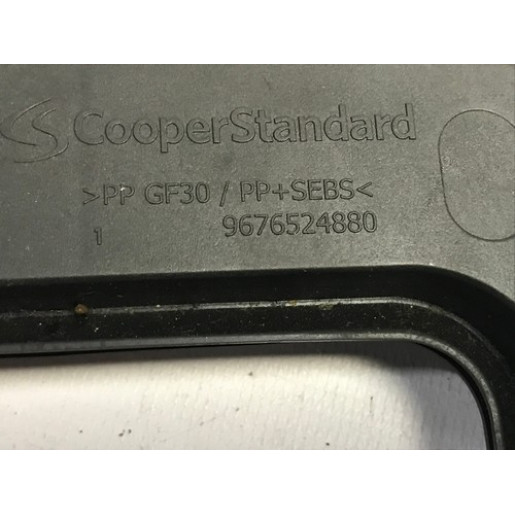 CooperStandard
>PP GF30 / PP+SEBS<
1 9676524880